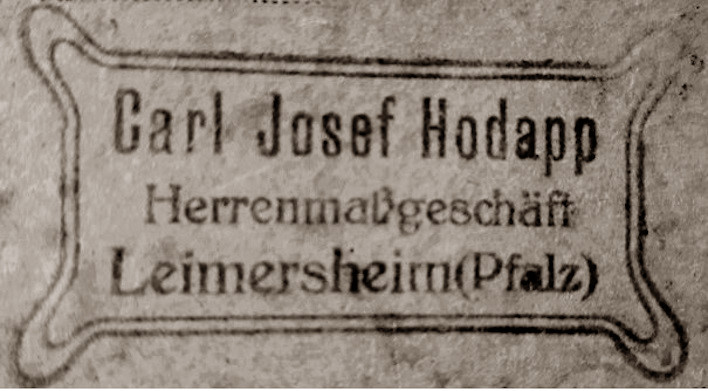 Carl Josef Hodapp
Herrenmaßgeschäft
Leimersheim(Pfalz)